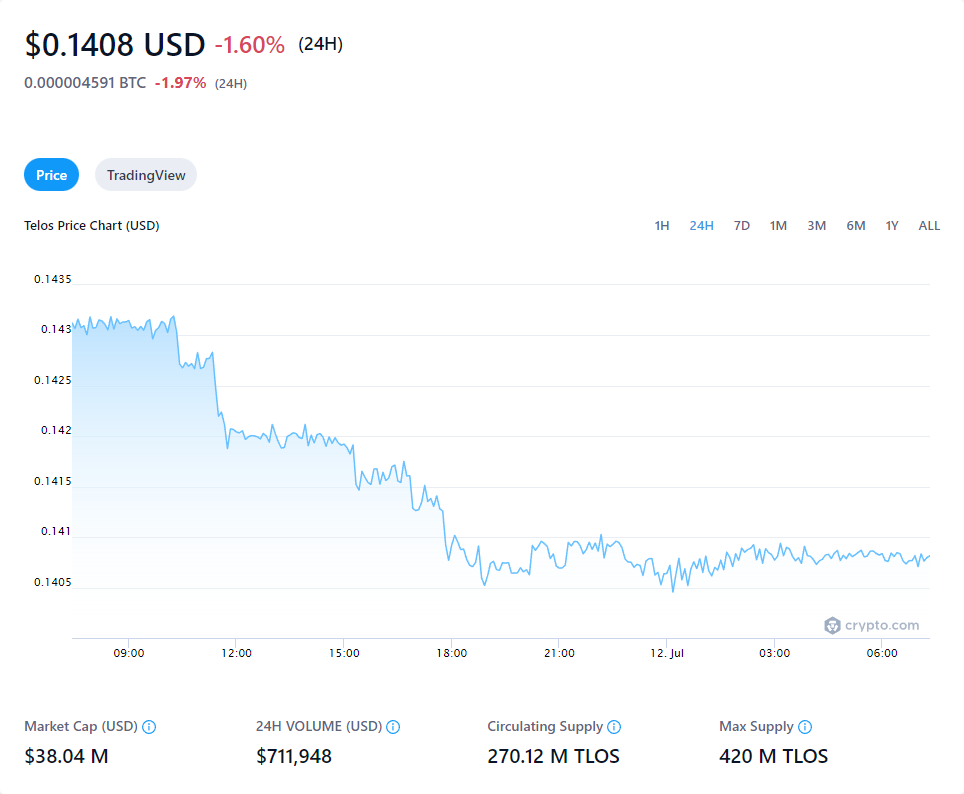 $0.1408 USD -1.60% (24H)
0.000004591 BTC -1.97% (24H)
Price TradingView
Telos Price Chart (USD) 1H 24H 7D 1M 3M 6M 1Y ALL
0.1435
0.143
0.1425
0.142
0.1415
0.141
0.1405
crypto.com
09:00 12:00 15:00 18:00 21:00 12. Jul 03:00 06:00
Market Cap (USD) 24H VOLUME (USD) Circulating Supply Max Supply
$38.04 M $711,948 270.12 M TLOS 420 M TLOS